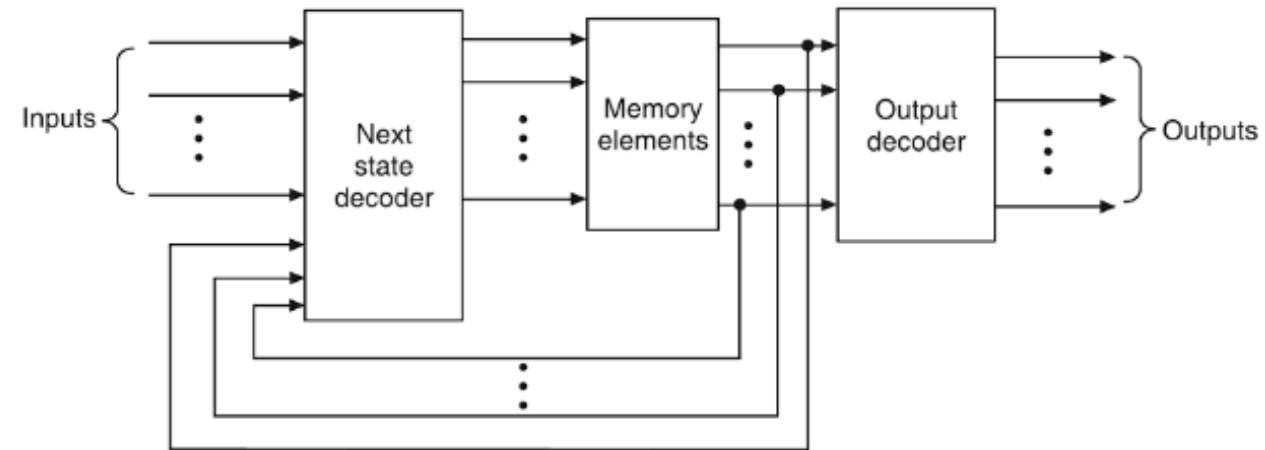 Inputs
Next
state
decoder
Memory
elements
Output
decoder
Outputs